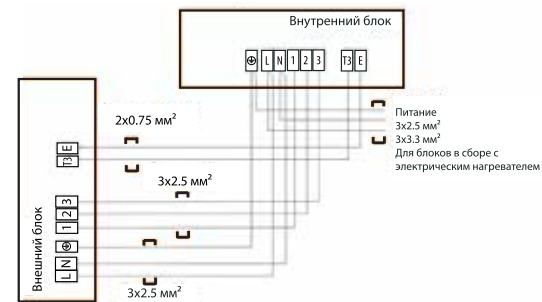 Внутренний блок
⏚ L N 1 2 3 T3 E
2x0.75 мм²
Питание
3x2.5 мм²
3x3.3 мм²
Для блоков в сборе с
электрическим нагревателем
3x2.5 мм²
Внешний блок
E
T3
3
2
1
⏚
N
L
3x2.5 мм²